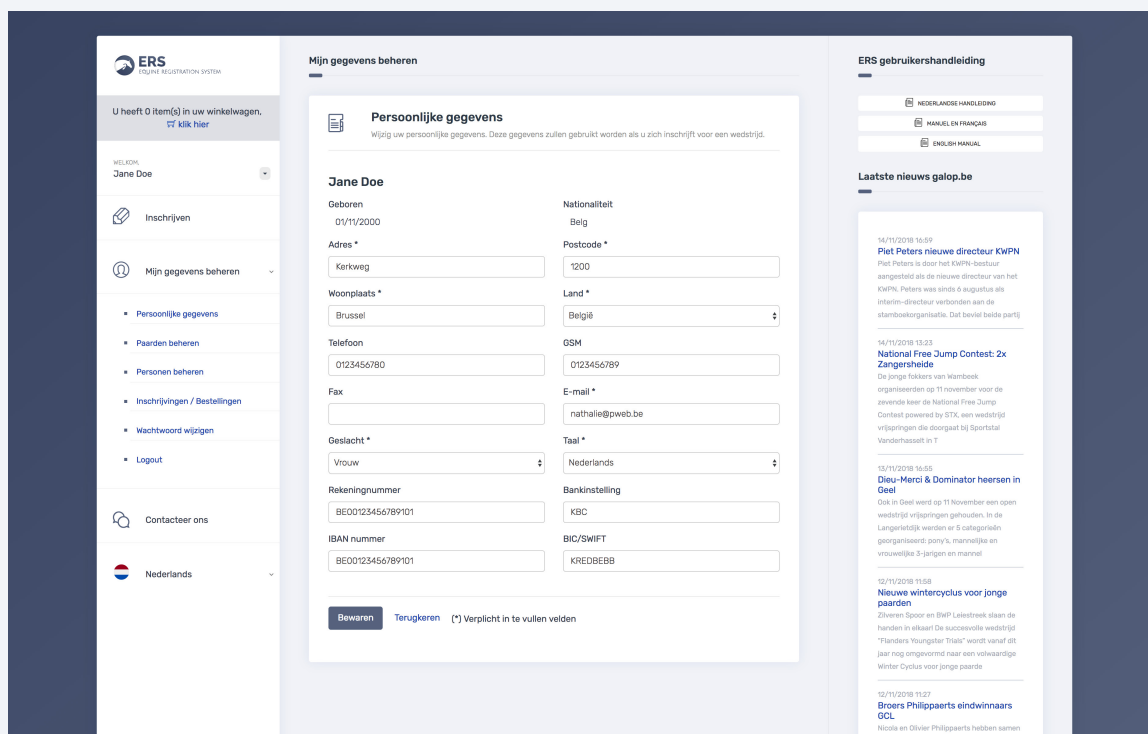 ERS
EQUINE REGISTRATION SYSTEM
U heeft 0 item(s) in uw winkelwagen,
klik hier
WELKOM,
Jane Doe
Inschrijven
Mijn gegevens beheren
Persoonlijke gegevens
Paarden beheren
Personen beheren
Inschrijvingen / Bestellingen
Wachtwoord wijzigen
Logout
Contacteer ons
Nederlands
Mijn gegevens beheren
Persoonlijke gegevens
Wijzig uw persoonlijke gegevens. Deze gegevens zullen gebruikt worden als u zich inschrijft voor een wedstrijd.
Jane Doe
Geboren
01/11/2000
Nationaliteit
Belg
Adres *
Kerkweg
Postcode *
1200
Woonplaats *
Brussel
Land *
België
Telefoon
0123456780
GSM
0123456789
Fax
E-mail *
nathalie@pweb.be
Geslacht *
Vrouw
Taal *
Nederlands
Rekeningnummer
BE00123456789101
Bankinstelling
KBC
IBAN nummer
BE00123456789101
BIC/SWIFT
KREDBEBB
Bewaren Terugkeren (*) Verplicht in te vullen velden
ERS gebruikershandleiding
NEDERLANDSE HANDLEIDING
MANUEL EN FRANÇAIS
ENGLISH MANUAL
Laatste nieuws galop.be
14/11/2018 16:59
Piet Peters nieuwe directeur KWPN
Piet Peters is door het KWPN-bestuur
aangesteld als de nieuwe directeur van het
KWPN. Peters was sinds 6 augustus als
interim-directeur verbonden aan de
stamboekorganisatie. Dat beviel beide partij
14/11/2018 13:23
National Free Jump Contest: 2x
Zangersheide
De jonge fokkers van Wambeek
organiseerden op 11 november voor de
zevende keer de National Free Jump
Contest powered by STX, een wedstrijd
vrijspringen die doorgaat bij Sportstal
Vanderhasselt in T
13/11/2018 16:55
Dieu-Merci & Dominator heersen in
Geel
Ook in Geel werd op 11 November een open
wedstrijd vrijspringen gehouden. In de
Langerietdijk werden er 5 categorieën
georganiseerd: pony's, mannelijke en
vrouwelijke 3-jarigen en mannel
12/11/2018 11:58
Nieuwe wintercyclus voor jonge
paarden
Zilveren Spoor en BWP Leiestreek slaan de
handen in elkaar! De succesvolle wedstrijd
"Flanders Youngster Trials" wordt vanaf dit
jaar nog omgevormd naar een volwaardige
Winter Cyclus voor jonge paarde
12/11/2018 11:27
Broers Philippaerts eindwinnaars
GCL
Nicola en Olivier Philippaerts hebben samen